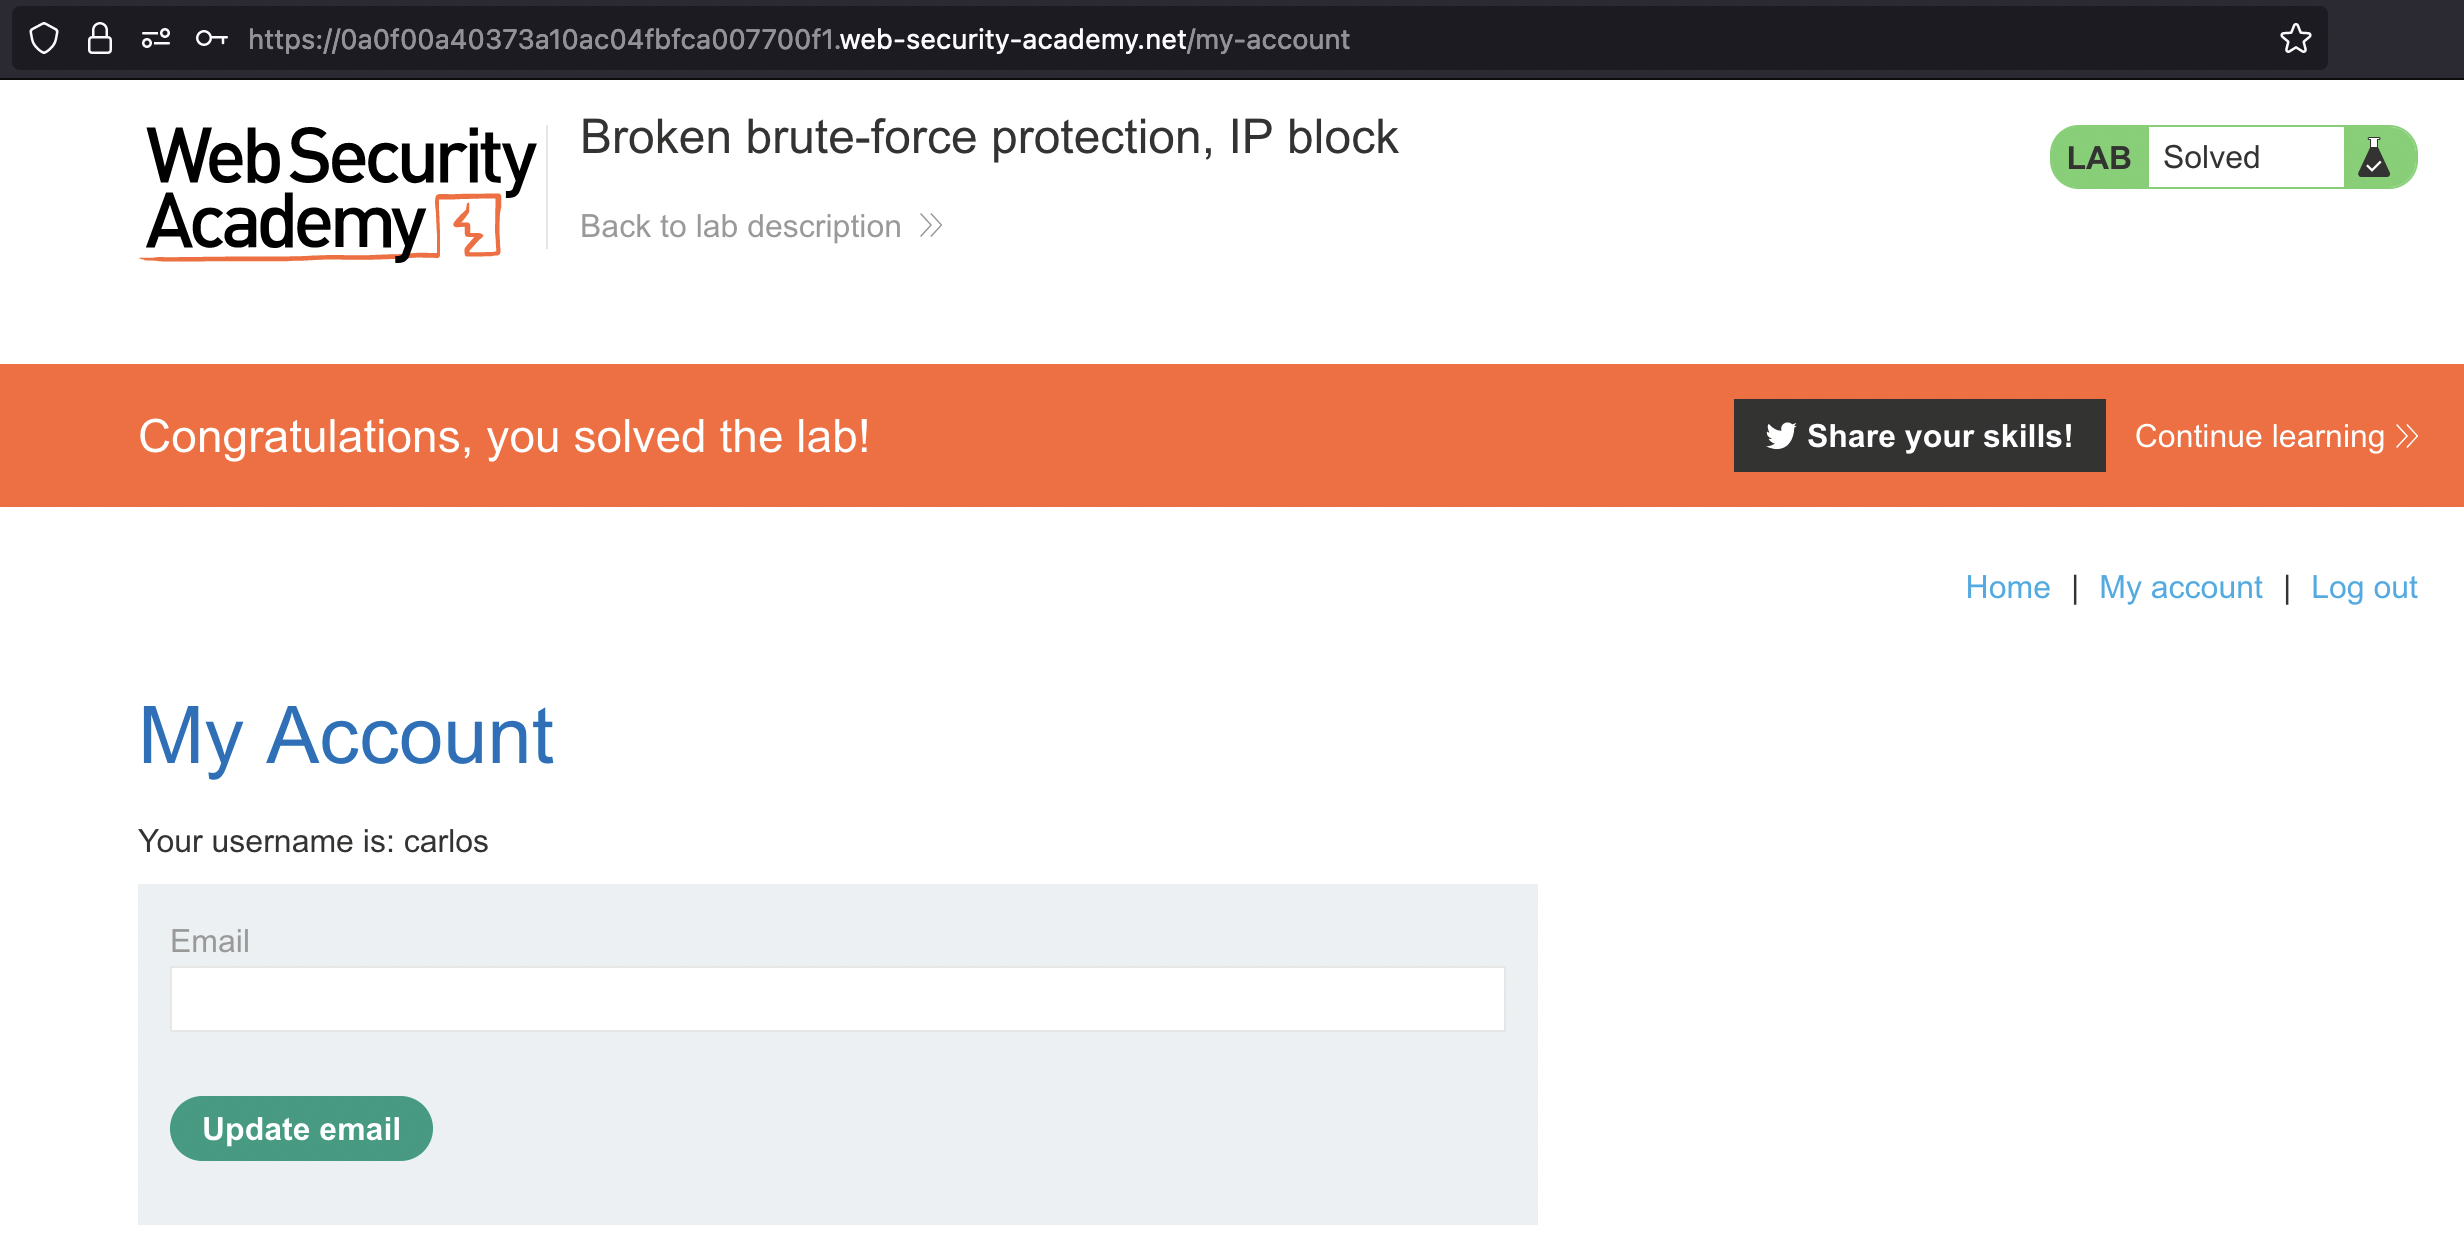 https://0a0f00a40373a10ac04fbfca007700f1.web-security-academy.net/my-account
Web Security
Academy
Broken brute-force protection, IP block
Back to lab description
LAB Solved
Congratulations, you solved the lab!
Share your skills!
Continue learning
Home | My account | Log out
My Account
Your username is: carlos
Email
Update email